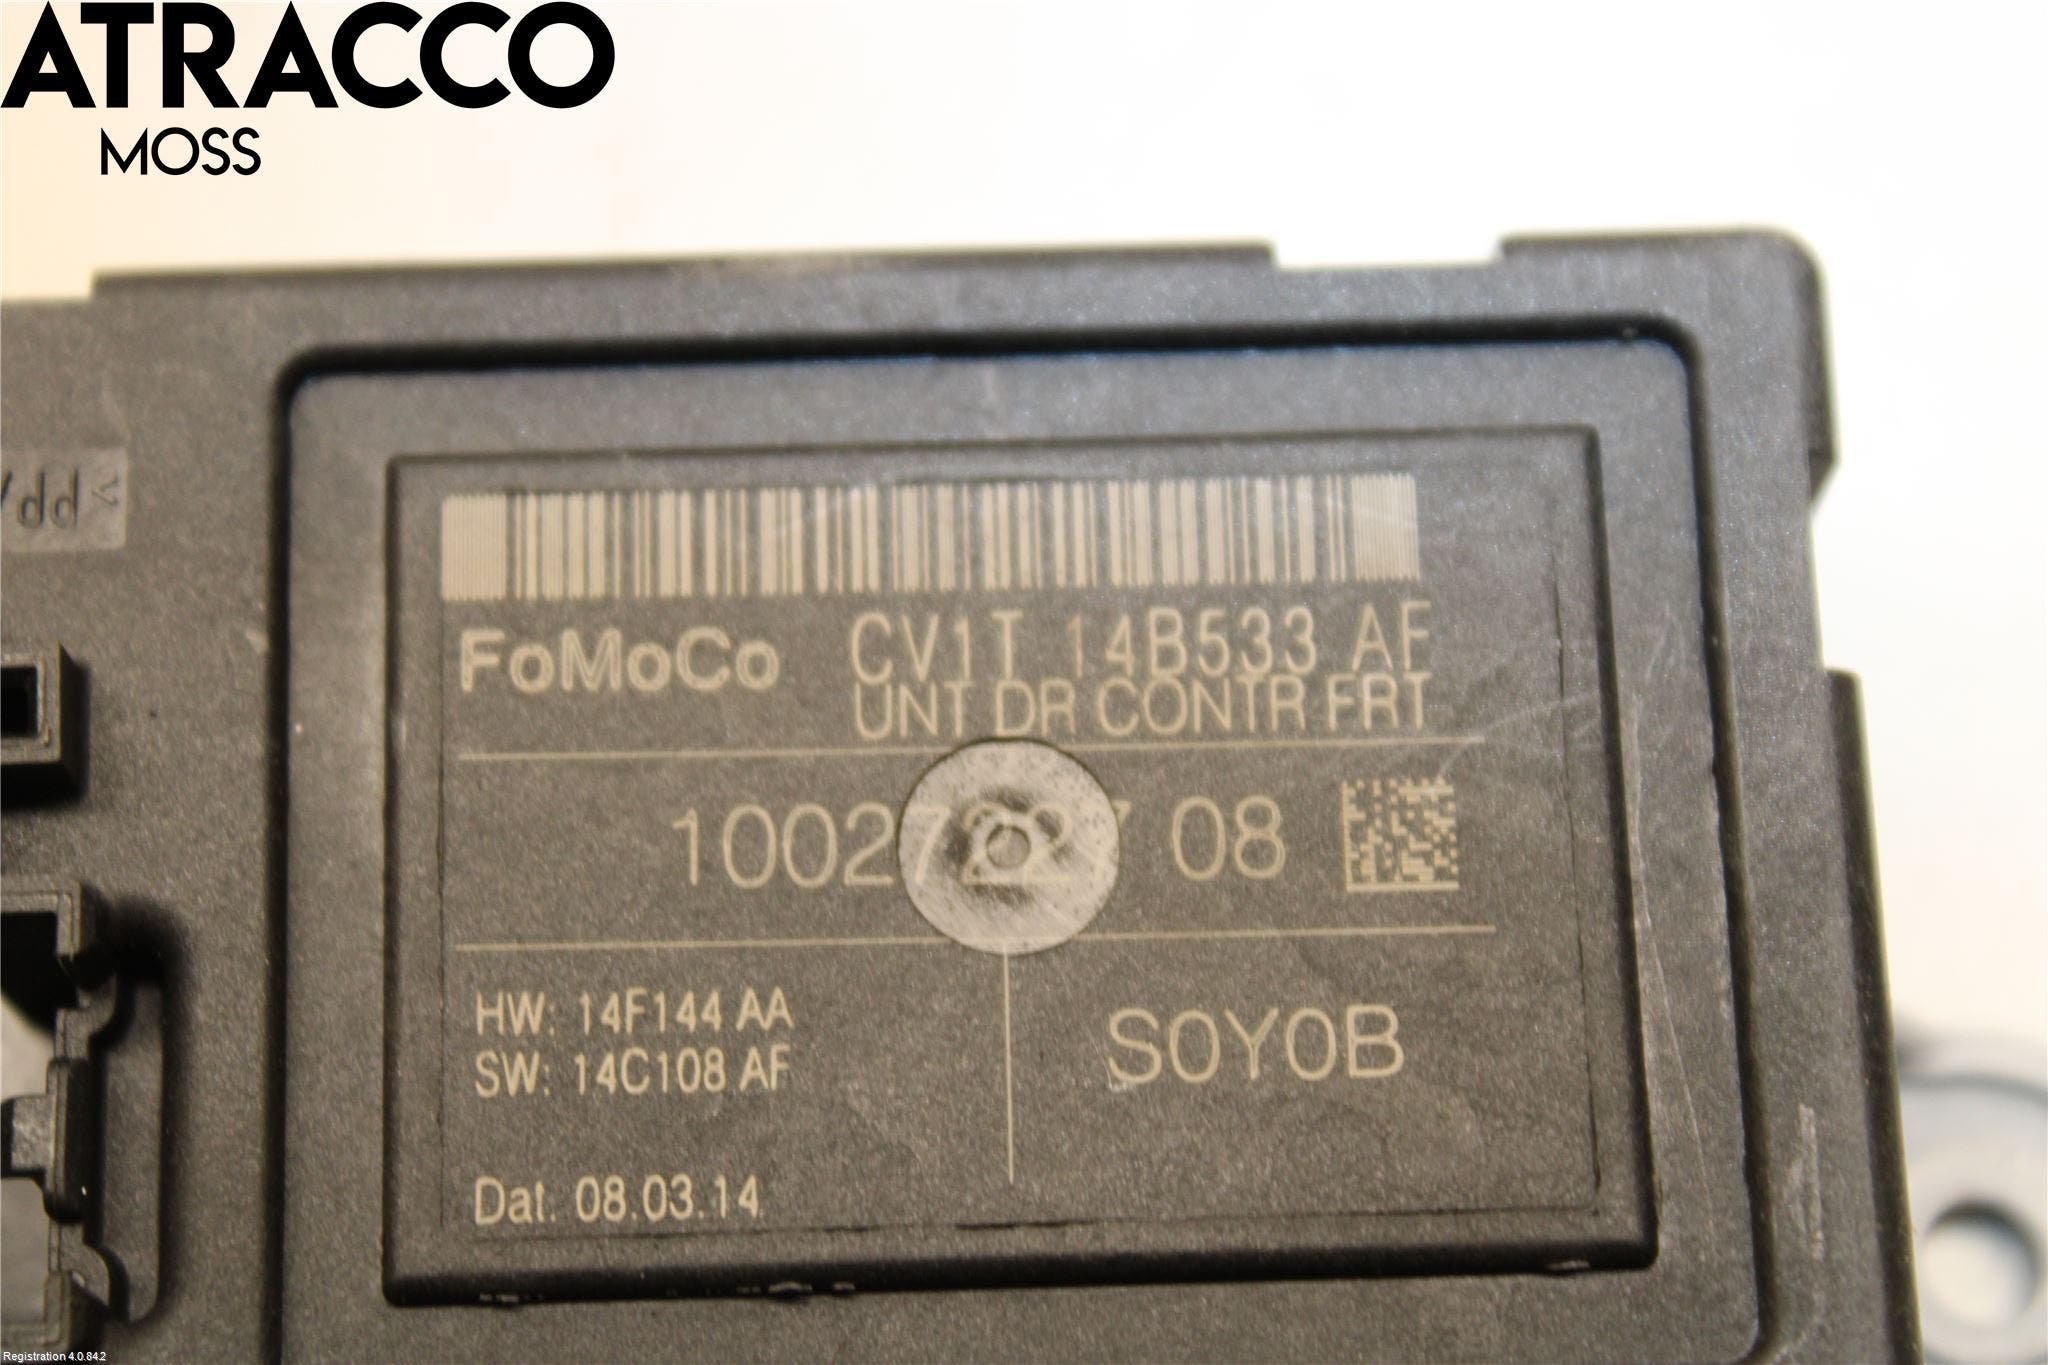 ATRACCO
MOSS
FoMoCo CV1T 14B533 AF
UNT DR CONTR FRT
10027227 08
HW: 14F144 AA
SW: 14C108 AF
S0Y0B
Dat. 08.03.14
Registration 4.0.84.2